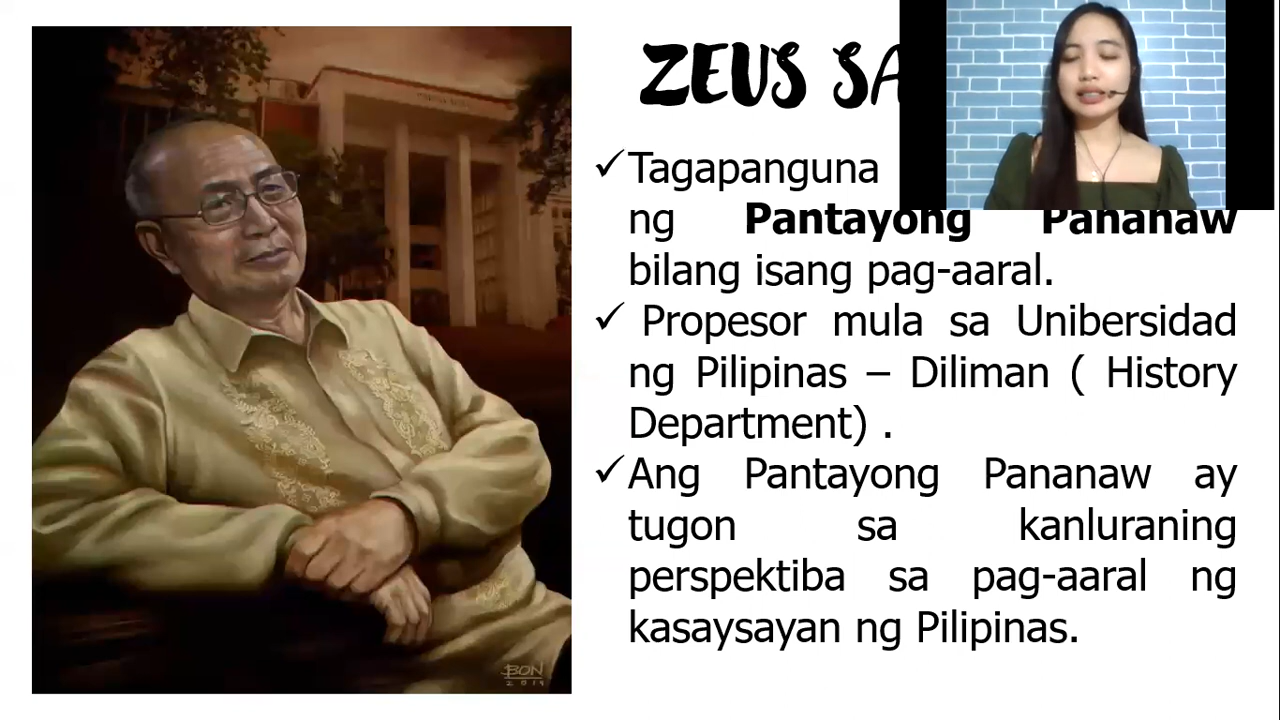 ZEUS SA
Tagapanguna
ng Pantayong Pananaw
bilang isang pag-aaral.
Propesor mula sa Unibersidad
ng Pilipinas – Diliman ( History
Department) .
Ang Pantayong Pananaw ay
tugon sa kanluraning
perspektiba sa pag-aaral ng
kasaysayan ng Pilipinas.
BON